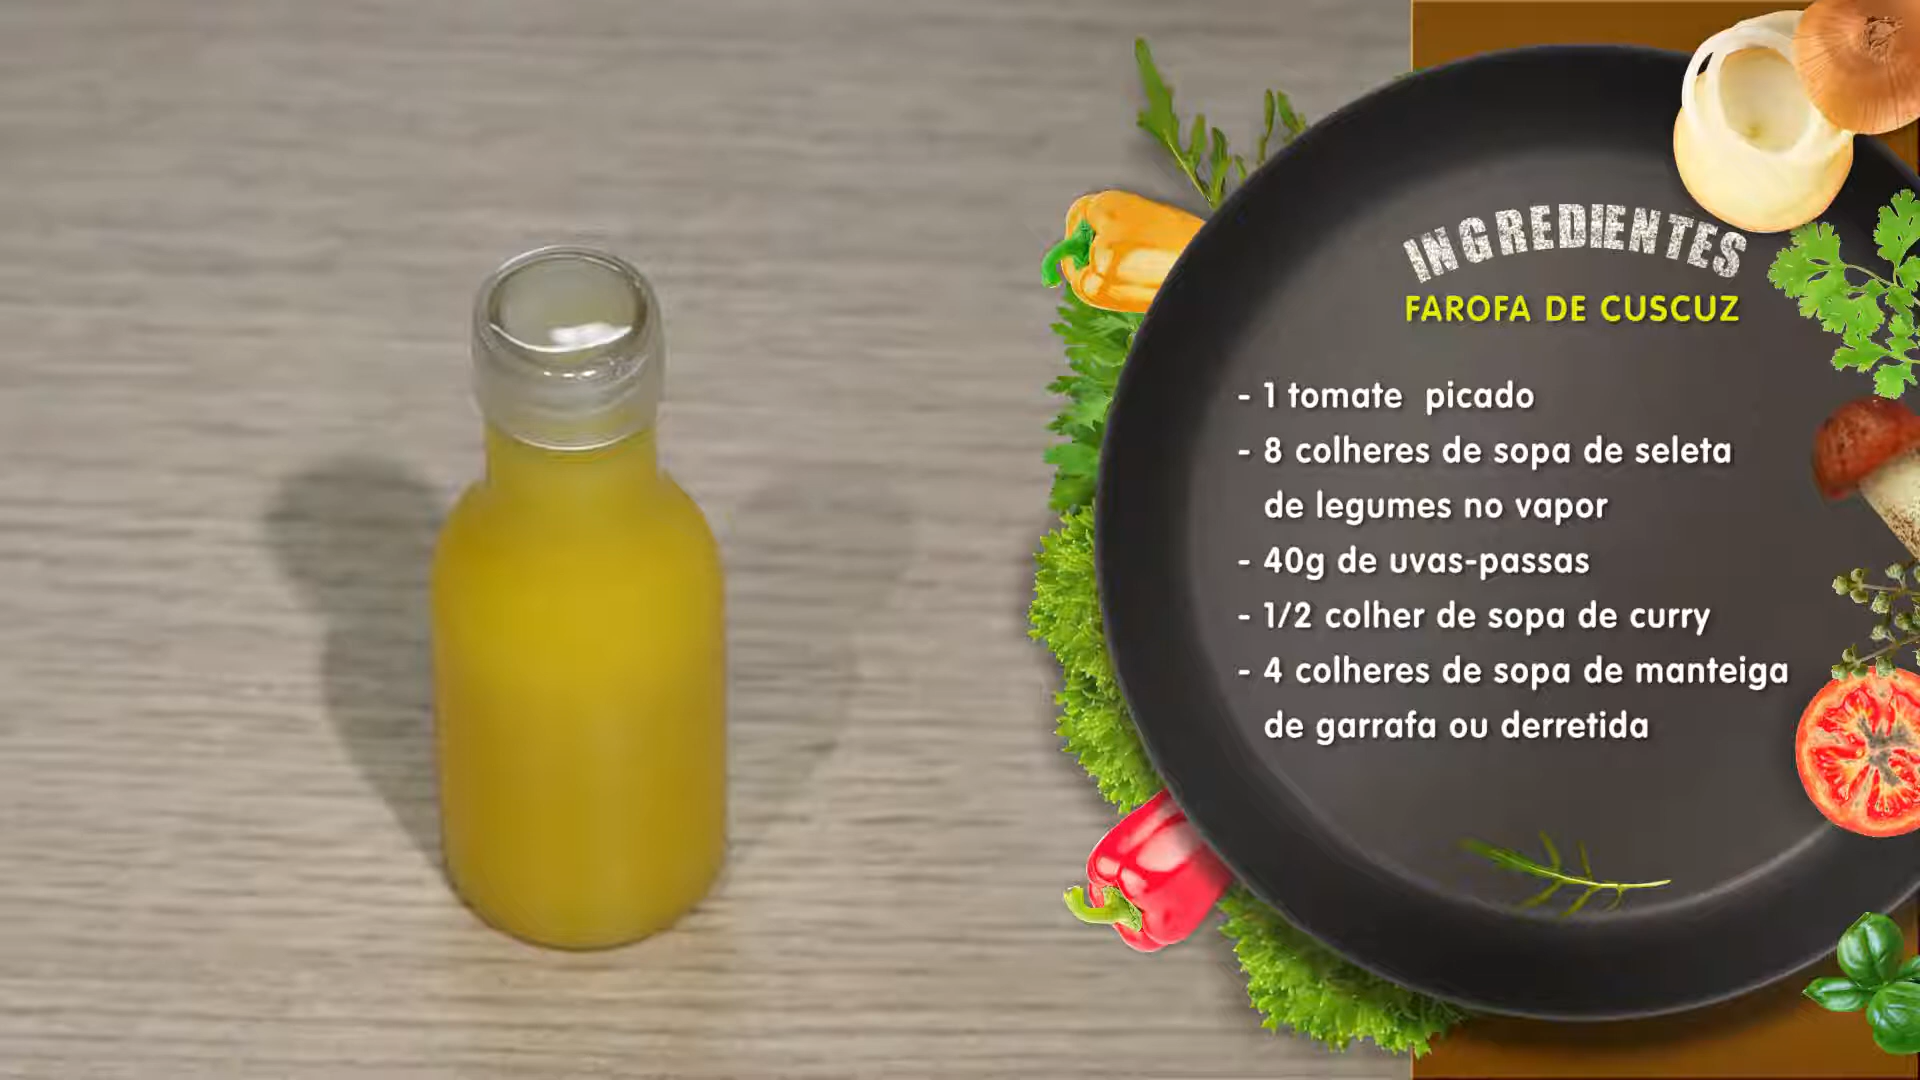 INGREDIENTES
FAROFA DE CUSCUZ
- 1 tomate picado
- 8 colheres de sopa de seleta
de legumes no vapor
- 40g de uvas-passas
- 1/2 colher de sopa de curry
- 4 colheres de sopa de manteiga
de garrafa ou derretida